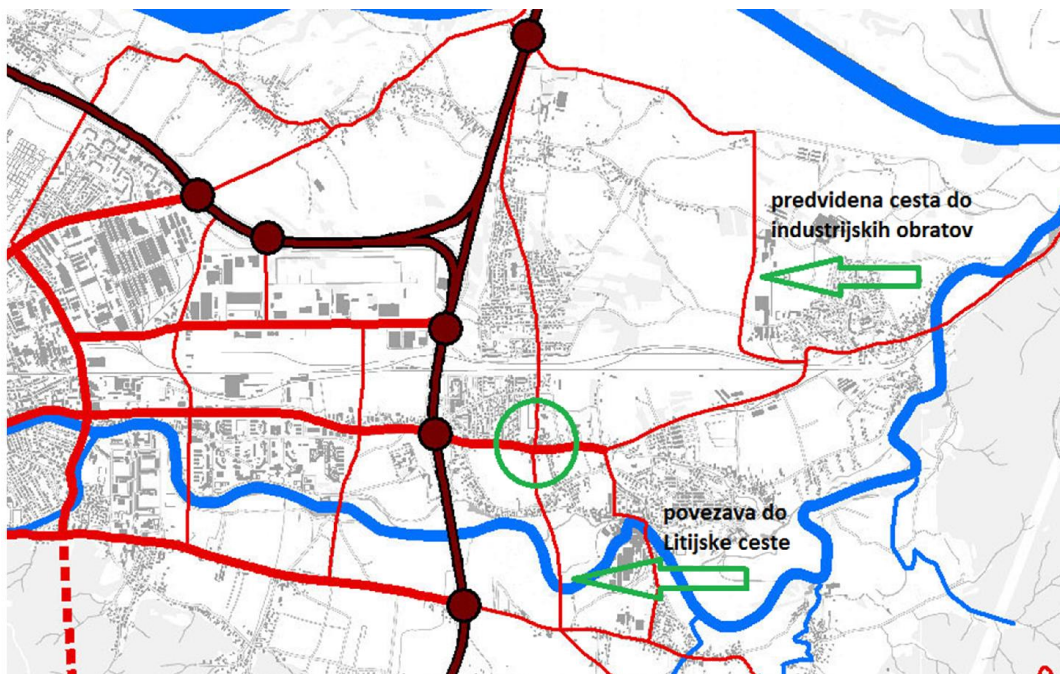 predvidena cesta do
industrijskih obratov
povezava do
Litijske ceste